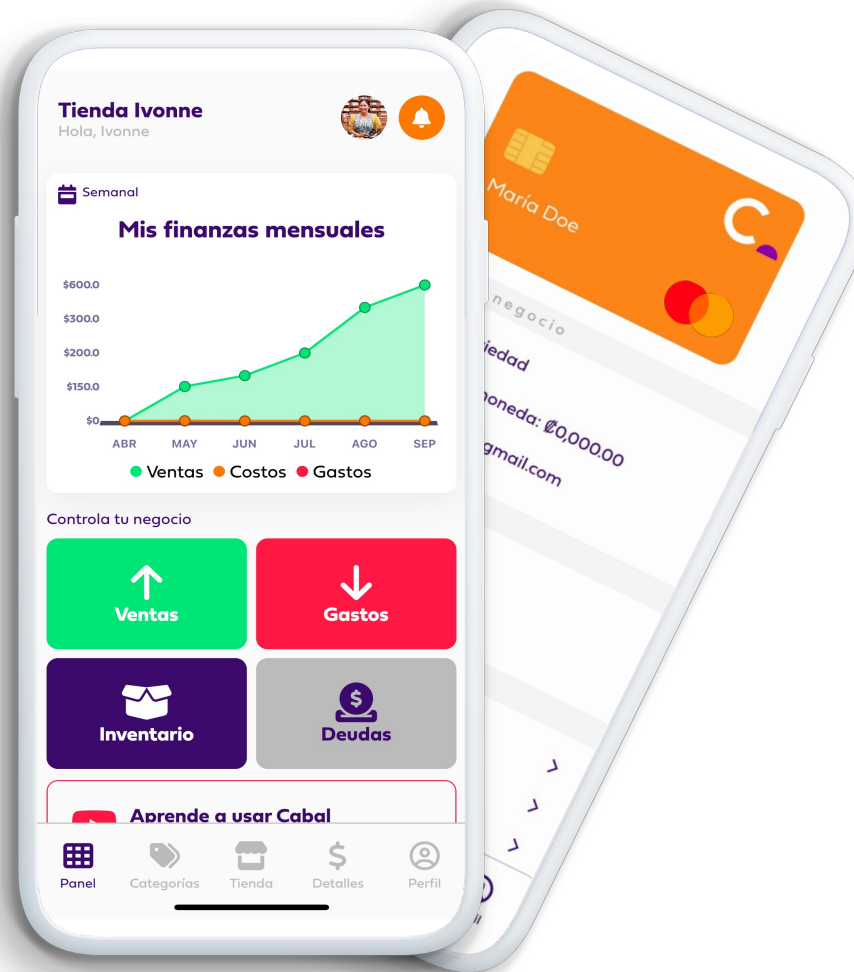 Tienda Ivonne
Hola, Ivonne
Semanal
Mis finanzas mensuales
$600.0
$300.0
$200.0
$150.0
$0
ABR MAY JUN JUL AGO SEP
Ventas Costos Gastos
Controla tu negocio
Ventas Gastos
Inventario Deudas
Aprende a usar Cabal
Panel Categorías Tienda Detalles Perfil
María Doe
C
negocio
iedad
moneda: ₡0,000.00
gmail.com